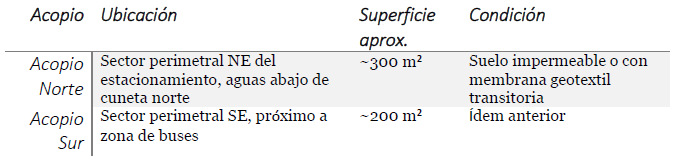 Acopio Ubicación Superficie aprox. Condición
Acopio Norte Sector perimetral NE del estacionamiento, aguas abajo de cuneta norte ~300 m² Suelo impermeable o con membrana geotextil transitoria
Acopio Sur Sector perimetral SE, próximo a zona de buses ~200 m² Ídem anterior